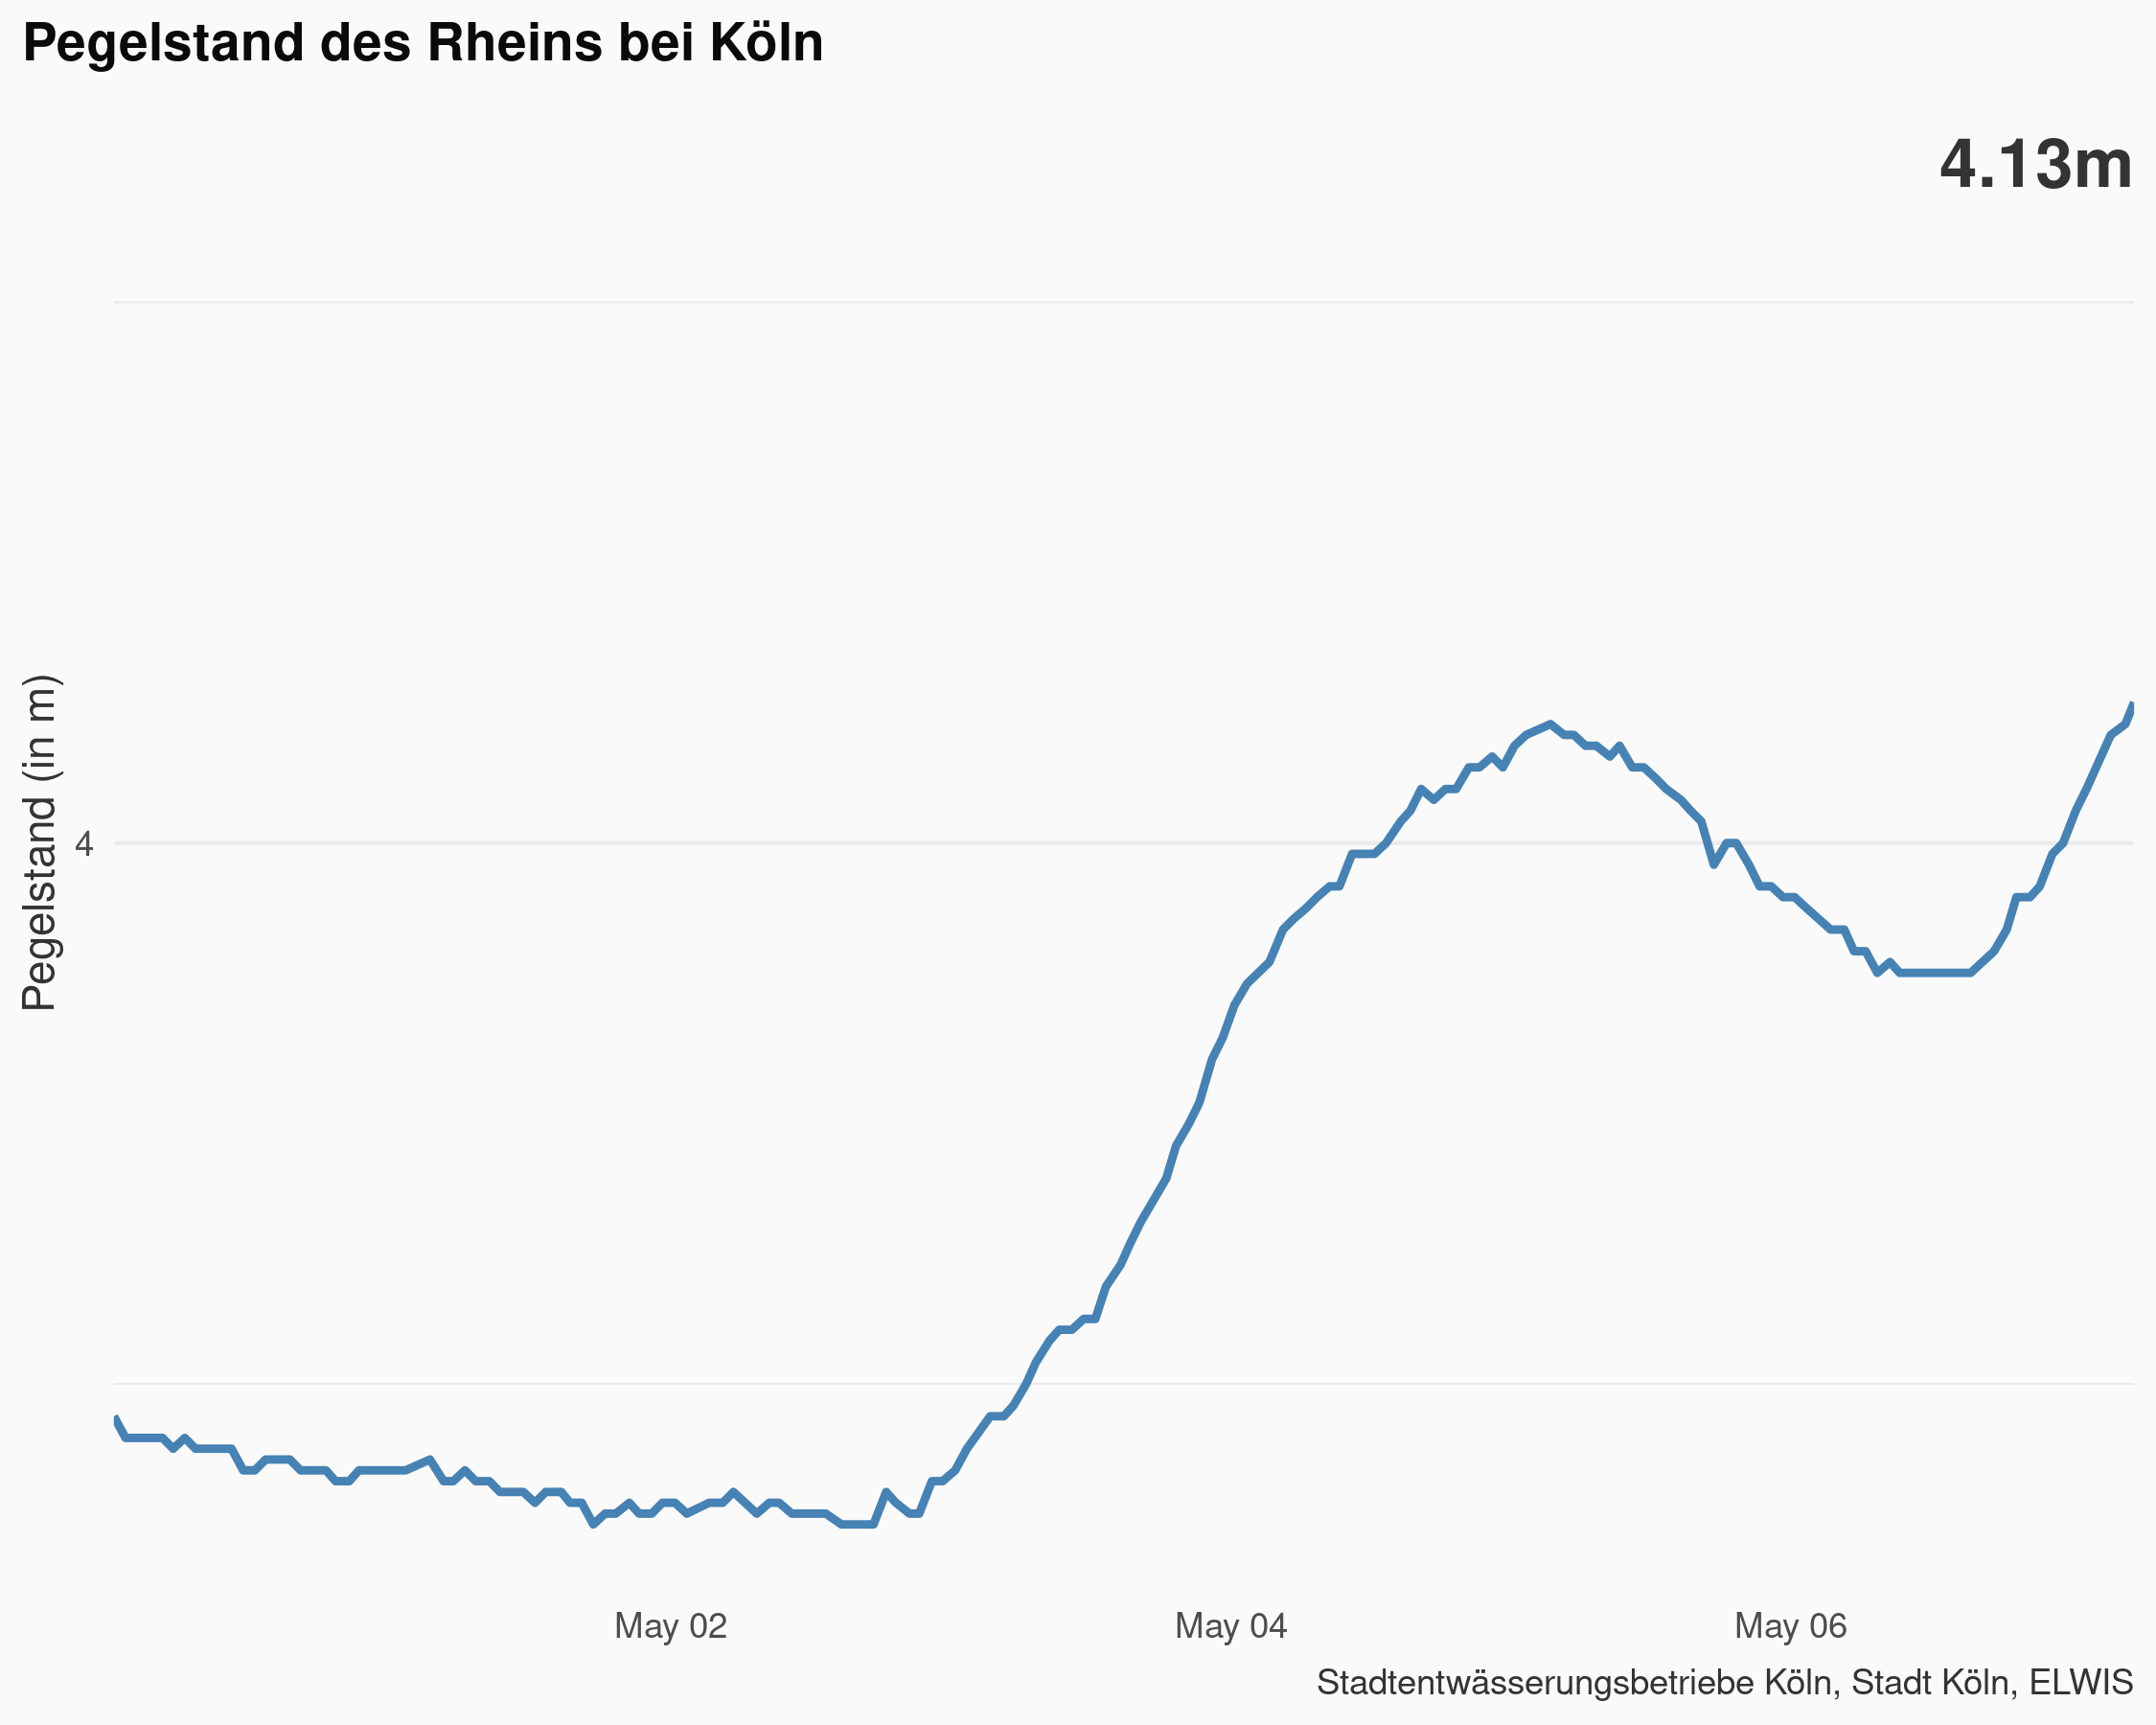 Pegelstand des Rheins bei Köln
4.13m
Pegelstand (in m)
4
May 02
May 04
May 06
Stadtentwässerungsbetriebe Köln, Stadt Köln, ELWIS